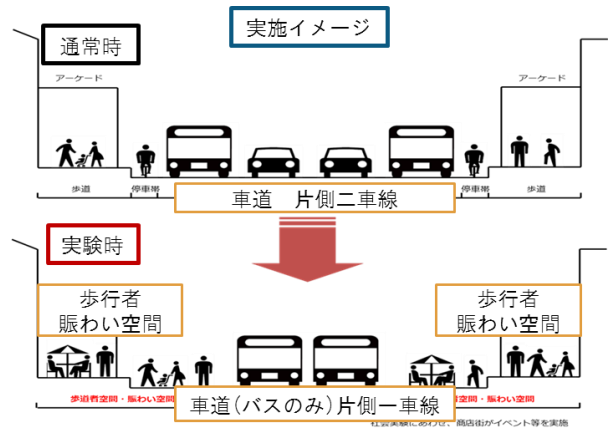 実施イメージ
通常時
アーケード
アーケード
歩道
停車帯
車道 片側二車線
停車帯
歩道
実験時
歩行者
賑わい空間
歩行者
賑わい空間
歩道者空間・賑わい空間
車道(バスのみ)片側一車線
空間・賑わい空間
社会実験にあわせ、商店街がイベント等を実施